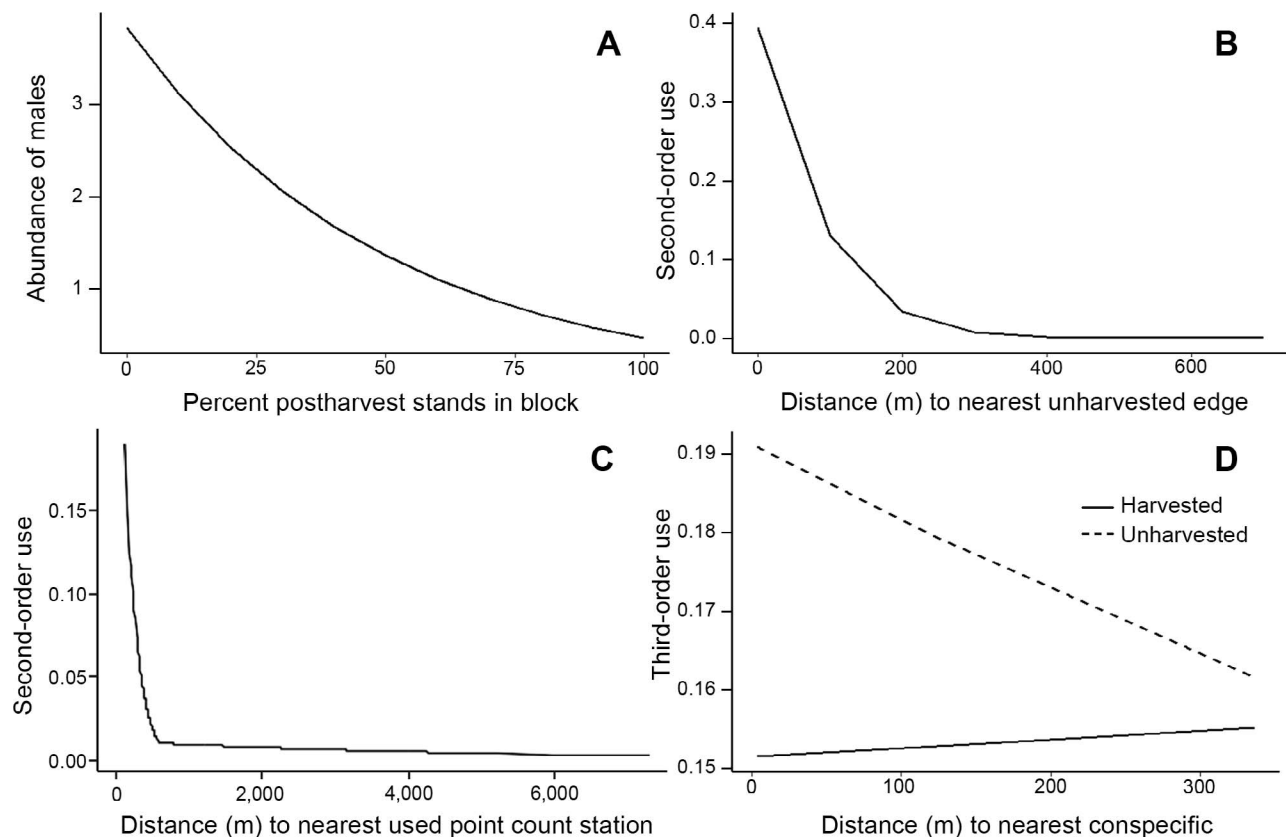 A
Abundance of males
3
2
1
0 25 50 75 100
Percent postharvest stands in block
B
Second-order use
0.4
0.3
0.2
0.1
0.0
0 200 400 600
Distance (m) to nearest unharvested edge
C
Second-order use
0.15
0.10
0.05
0.00
0 2,000 4,000 6,000
Distance (m) to nearest used point count station
D
Third-order use
0.19
0.18
0.17
0.16
0.15
Harvested
Unharvested
100 200 300
Distance (m) to nearest conspecific